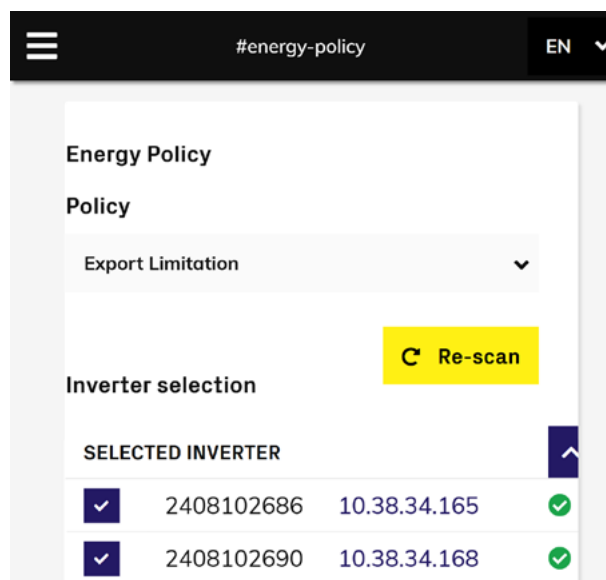 #energy-policy EN
Energy Policy
Policy
Export Limitation
Re-scan
Inverter selection
SELECTED INVERTER
2408102686 10.38.34.165
2408102690 10.38.34.168